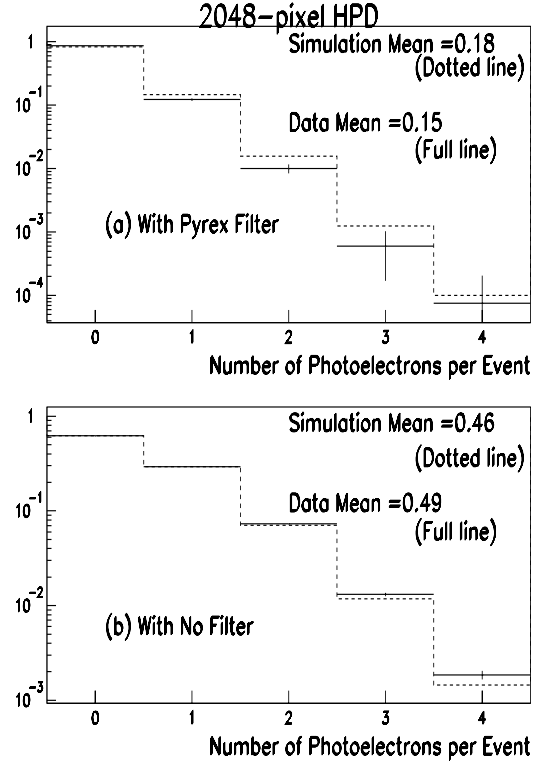 2048-pixel HPD
Simulation Mean =0.18
(Dotted line)
Data Mean =0.15
(Full line)
(a) With Pyrex Filter
1
10^-1
10^-2
10^-3
10^-4
0 1 2 3 4
Number of Photoelectrons per Event
Simulation Mean =0.46
(Dotted line)
Data Mean =0.49
(Full line)
(b) With No Filter
1
10^-1
10^-2
10^-3
0 1 2 3 4
Number of Photoelectrons per Event